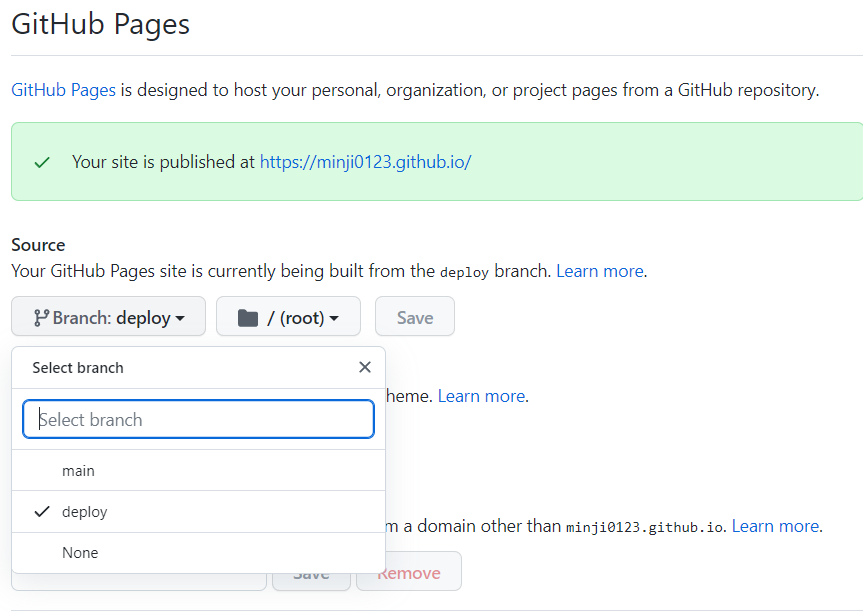 GitHub Pages
GitHub Pages is designed to host your personal, organization, or project pages from a GitHub repository.
Your site is published at https://minji0123.github.io/
Source
Your GitHub Pages site is currently being built from the deploy branch. Learn more.
Branch: deploy / (root) Save
Select branch
heme. Learn more.
Select branch
main
deploy
m a domain other than minji0123.github.io. Learn more.
None
Save Remove